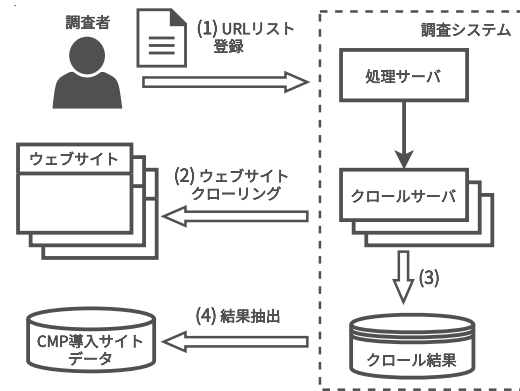 調査者
(1) URLリスト
登録
調査システム
処理サーバ
ウェブサイト
(2) ウェブサイト
クローリング
クロールサーバ
(3)
(4) 結果抽出
CMP導入サイト
データ
クロール結果